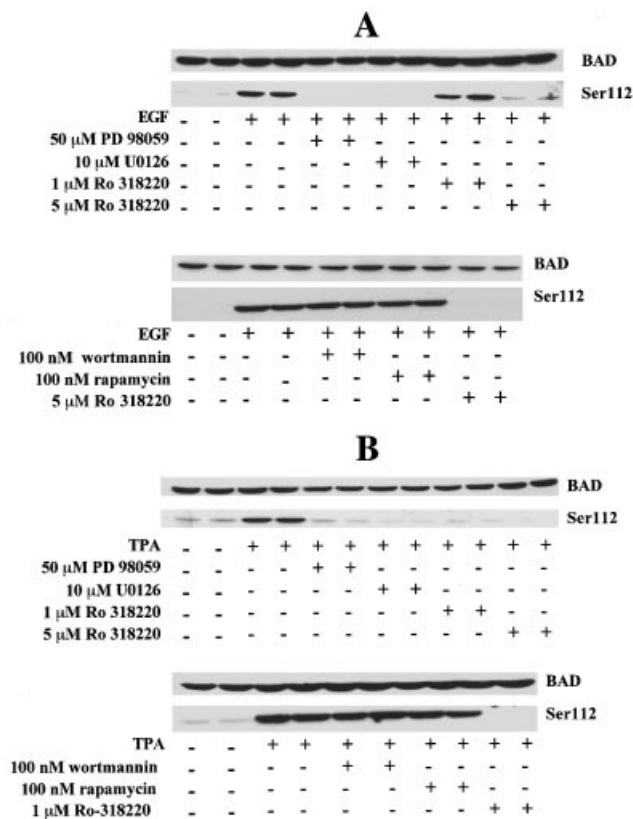 A
BAD
Ser112
EGF - - + + + + + + + + + +
50 μM PD 98059 - - - - + + - - - - - -
10 μM U0126 - - - - - - + + - - - -
1 μM Ro 318220 - - - - - - - - + + - -
5 μM Ro 318220 - - - - - - - - - - + +
BAD
Ser112
EGF - - + + + + + + + +
100 nM wortmannin - - - - + + - - - -
100 nM rapamycin - - - - - - + + - -
5 μM Ro 318220 - - - - - - - - + +
B
BAD
Ser112
TPA - - + + + + + + + + + +
50 μM PD 98059 - - - - + + - - - - - -
10 μM U0126 - - - - - - + + - - - -
1 μM Ro 318220 - - - - - - - - + + - -
5 μM Ro 318220 - - - - - - - - - - + +
BAD
Ser112
TPA - - + + + + + + + +
100 nM wortmannin - - - - + + - - - -
100 nM rapamycin - - - - - - + + - -
1 μM Ro-318220 - - - - - - - - + +